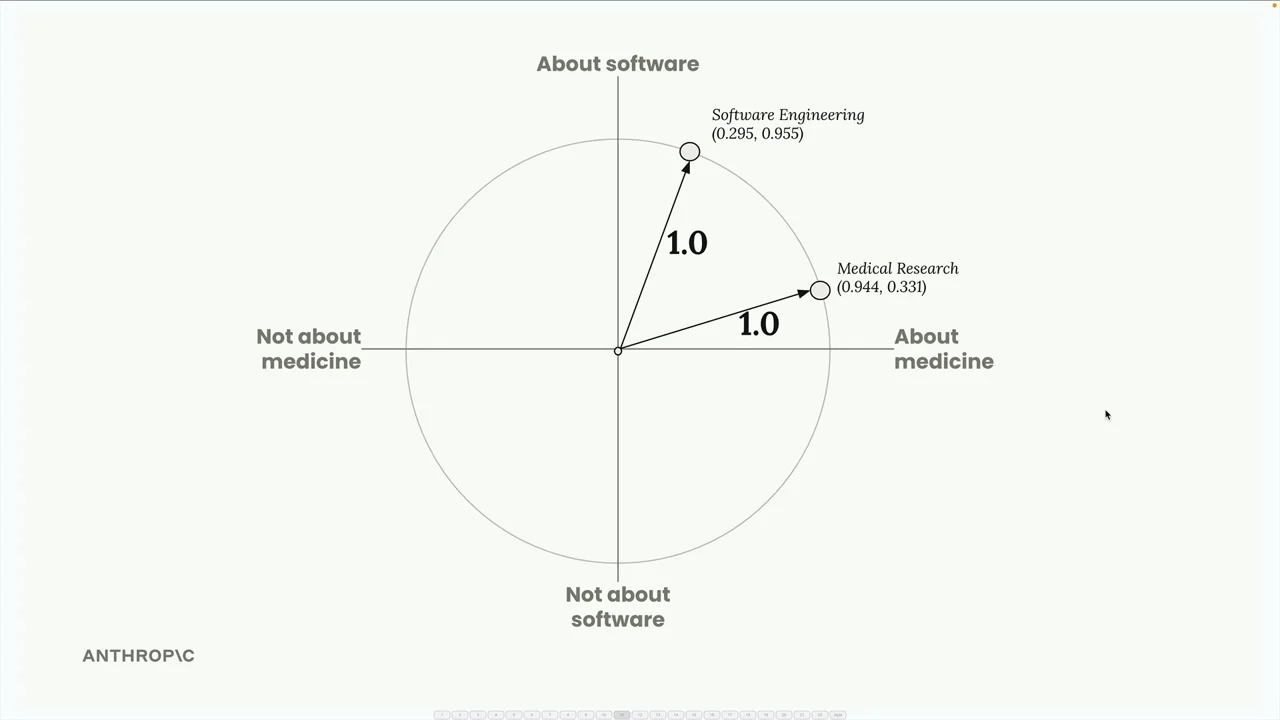 About software
Software Engineering
(0.295, 0.955)
1.0
Medical Research
(0.944, 0.331)
1.0
Not about
medicine
About
medicine
Not about
software
ANTHROP\C